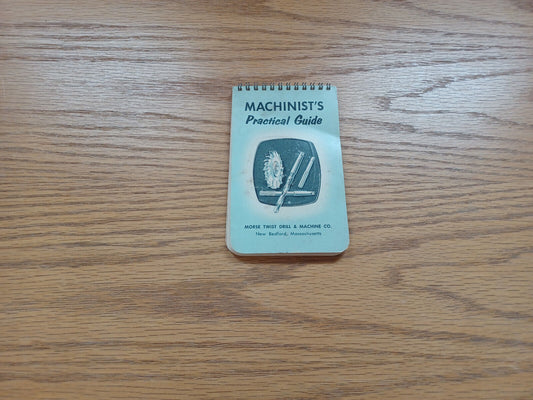 MACHINIST'S
Practical Guide
MORSE TWIST DRILL & MACHINE CO.
New Bedford, Massachusetts